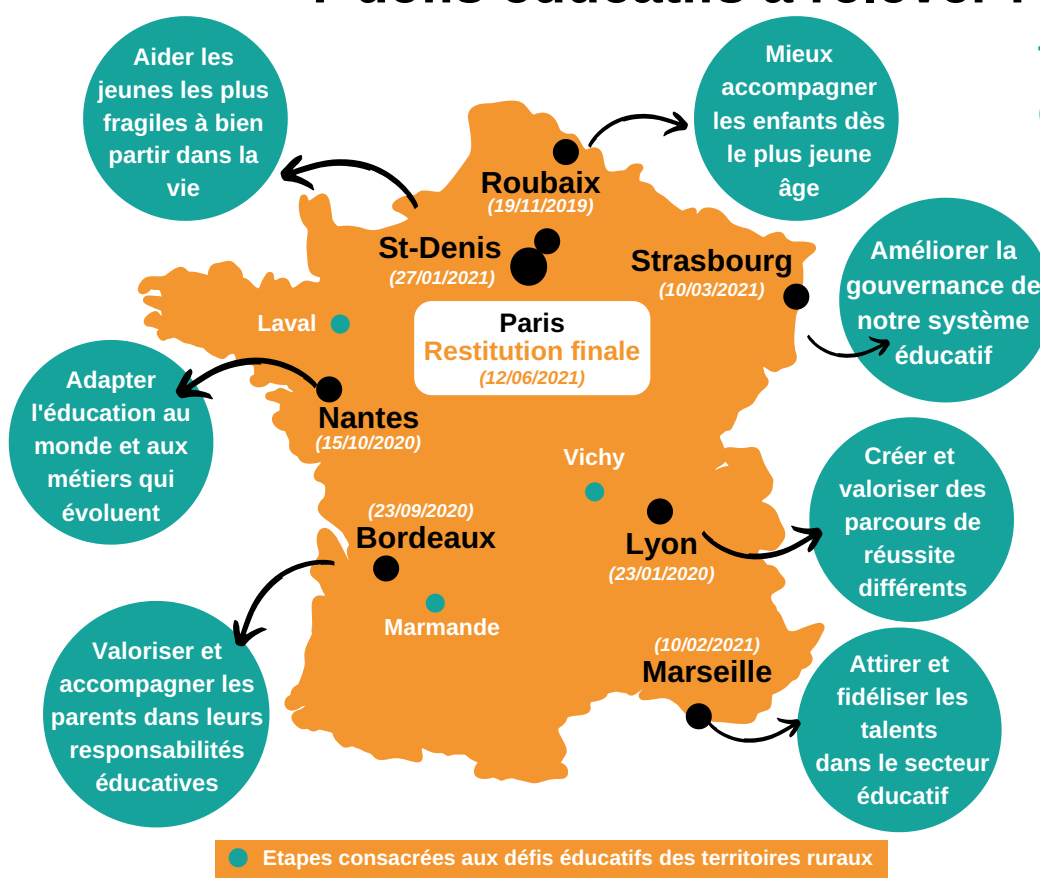 défis éducatifs à relever
Aider les
jeunes les plus
fragiles à bien
partir dans la
vie
Mieux
accompagner
les enfants dès
le plus jeune
âge
Roubaix
(19/11/2019)
St-Denis
(27/01/2021)
Strasbourg
(10/03/2021)
Améliorer la
gouvernance de
notre système
éducatif
Laval
Paris
Restitution finale
(12/06/2021)
Adapter
l'éducation au
monde et aux
métiers qui
évoluent
Nantes
(15/10/2020)
Vichy
Créer et
valoriser des
parcours de
réussite
différents
(23/09/2020)
Bordeaux
Lyon
(23/01/2020)
Marmande
Valoriser et
accompagner les
parents dans leurs
responsabilités
éducatives
(10/02/2021)
Marseille
Attirer et
fidéliser les
talents
dans le secteur
éducatif
Etapes consacrées aux défis éducatifs des territoires ruraux